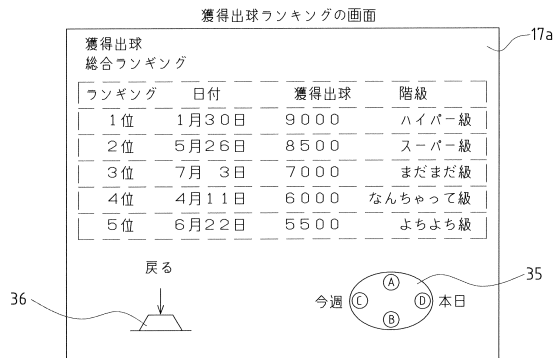 獲得出球ランキングの画面
17a
獲得出球
総合ランギング
ランキング 日付 獲得出球 階級
1位 1月30日 9000 ハイパー級
2位 5月26日 8500 スーパー級
3位 7月 3日 7000 まだまだ級
4位 4月11日 6000 なんちゃって級
5位 6月22日 5500 よちよち級
戻る
35
A
今週 C D 本日
B
36